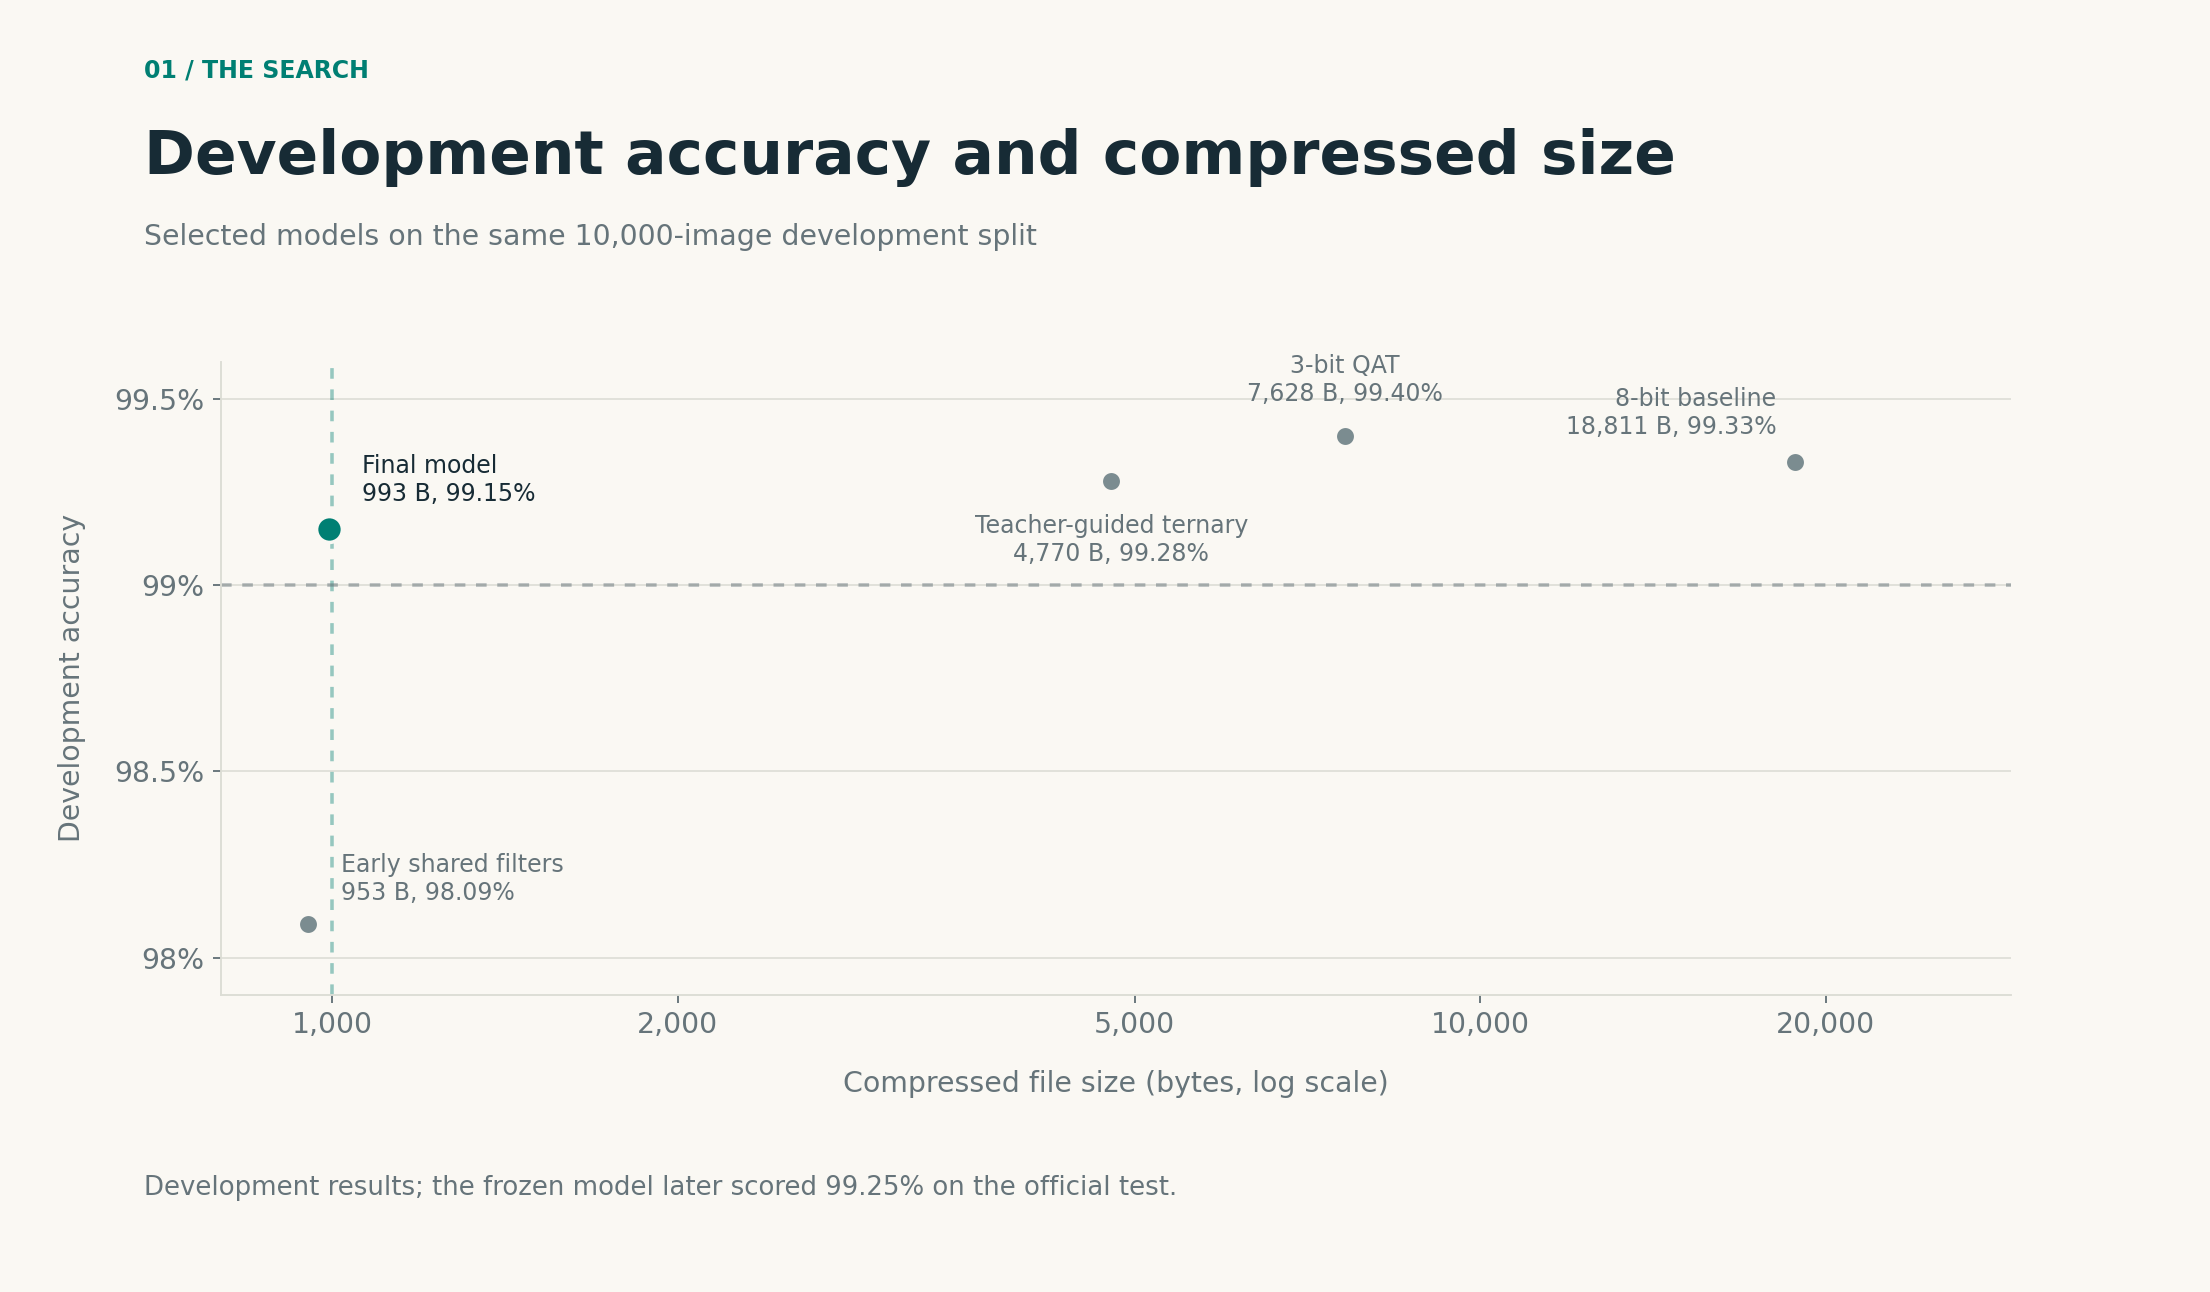 01 / THE SEARCH
Development accuracy and compressed size
Selected models on the same 10,000-image development split
3-bit QAT
7,628 B, 99.40%
8-bit baseline
18,811 B, 99.33%
Final model
993 B, 99.15%
Teacher-guided ternary
4,770 B, 99.28%
Early shared filters
953 B, 98.09%
99.5%
99%
98.5%
98%
Development accuracy
1,000
2,000
5,000
10,000
20,000
Compressed file size (bytes, log scale)
Development results; the frozen model later scored 99.25% on the official test.